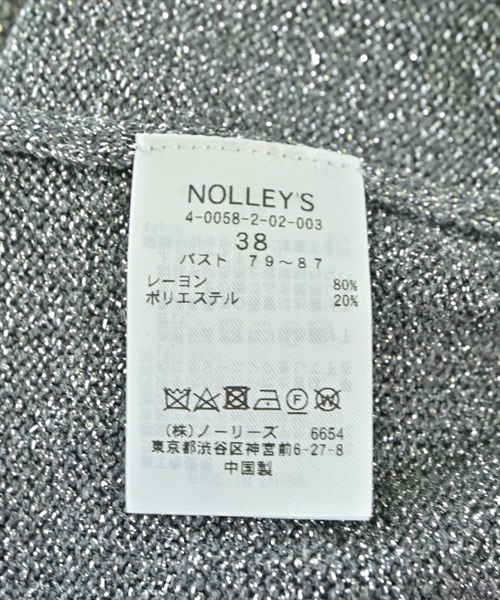 NOLLEY'S
4-0058-2-02-003
38
バスト 79〜87
レーヨン 80%
ポリエステル 20%
F W
(株)ノーリーズ 6654
東京都渋谷区神宮前6-27-8
中国製